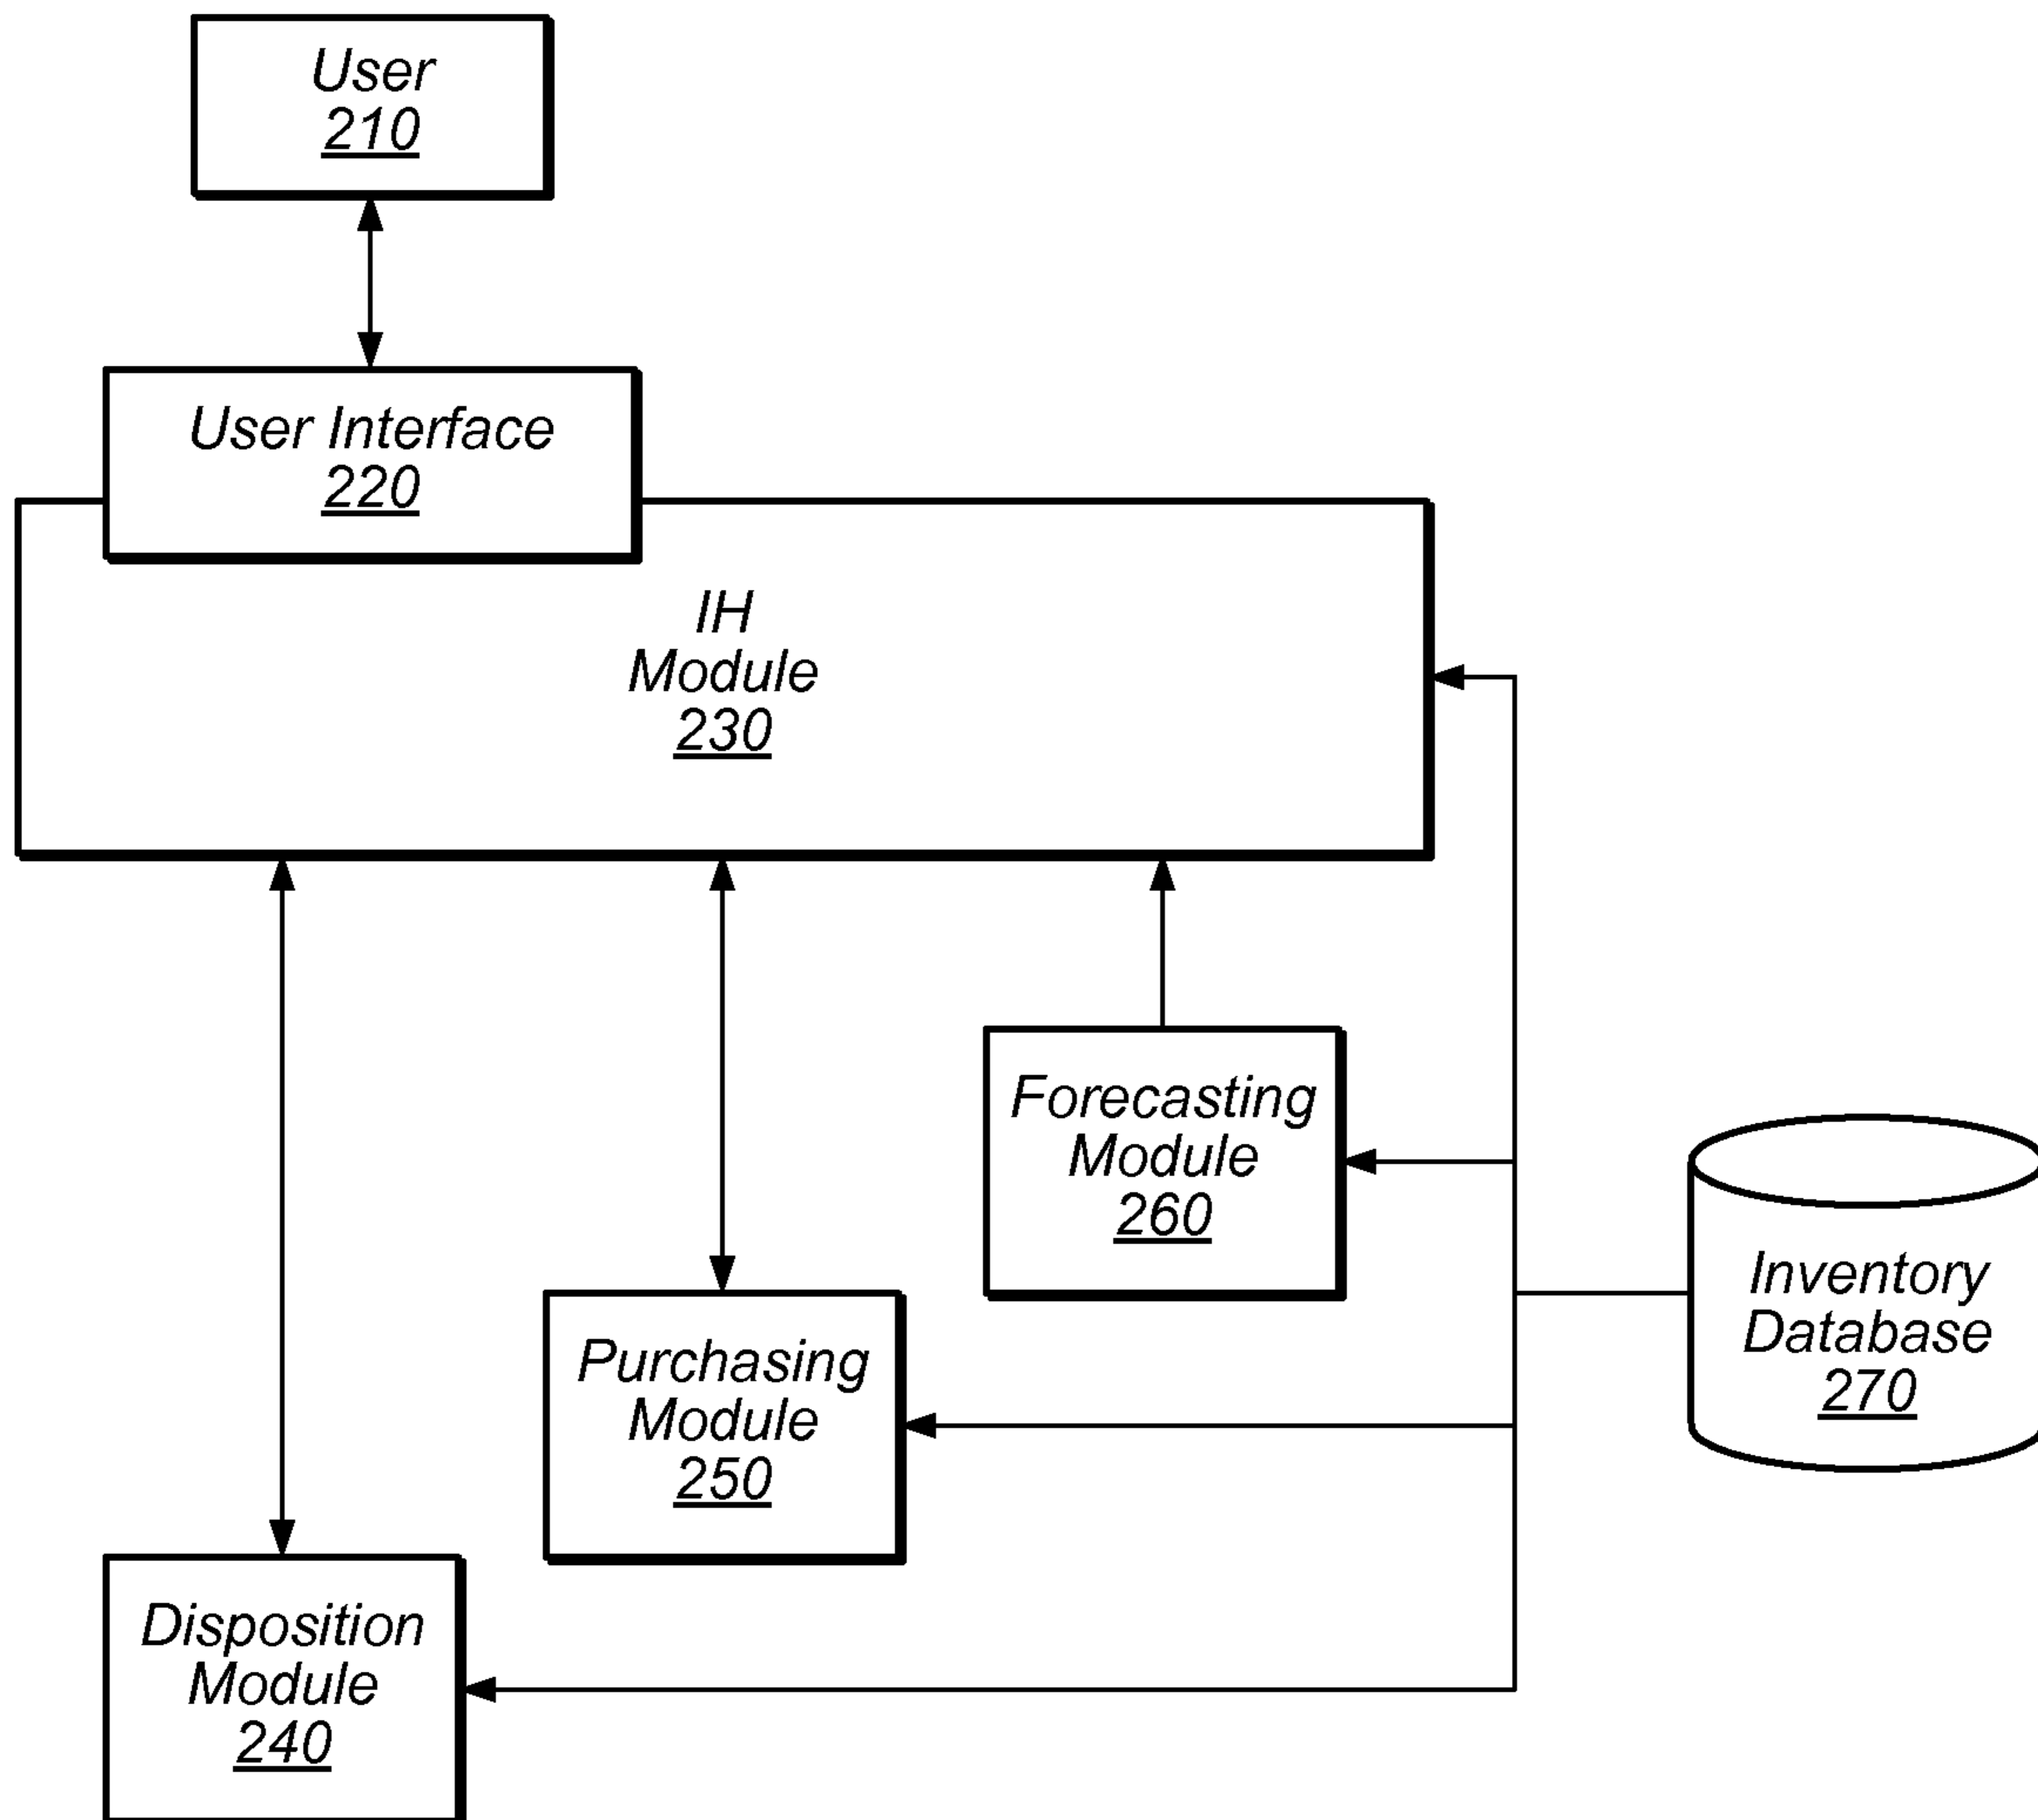 User
210
User Interface
220
IH
Module
230
Forecasting
Module
260
Inventory
Database
270
Purchasing
Module
250
Disposition
Module
240